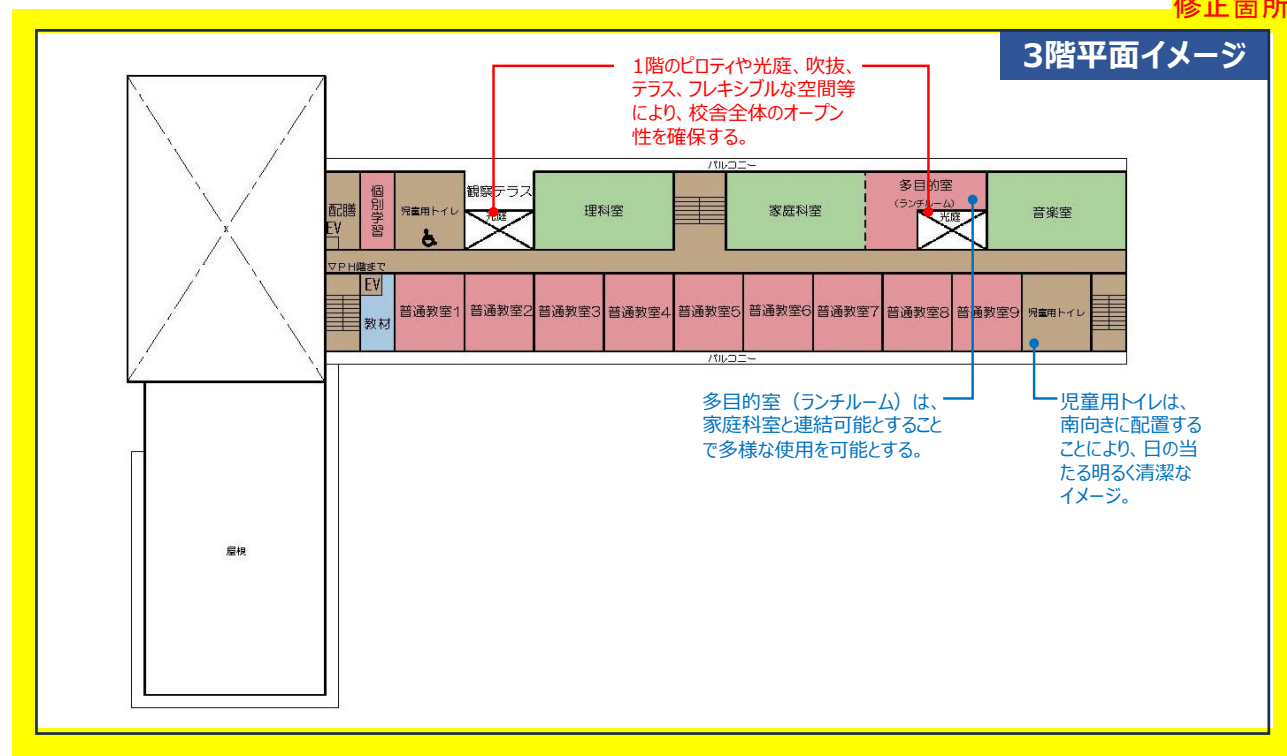 修正箇所
3階平面イメージ
1階のピロティや光庭、吹抜、
テラス、フレキシブルな空間等
により、校舎全体のオープン
性を確保する。
バルコニー
配膳
EV
個別学習
児童用トイレ
観察テラス
光庭
理科室
家庭科室
多目的室
(ランチルーム)
光庭
音楽室
x
▽PH階まで
EV
教材
普通教室1
普通教室2
普通教室3
普通教室4
普通教室5
普通教室6
普通教室7
普通教室8
普通教室9
児童用トイレ
バルコニー
多目的室（ランチルーム）は、
家庭科室と連結可能とすること
で多様な使用を可能とする。
児童用トイレは、
南向きに配置する
ことにより、日の当
たる明るく清潔な
イメージ。
屋根